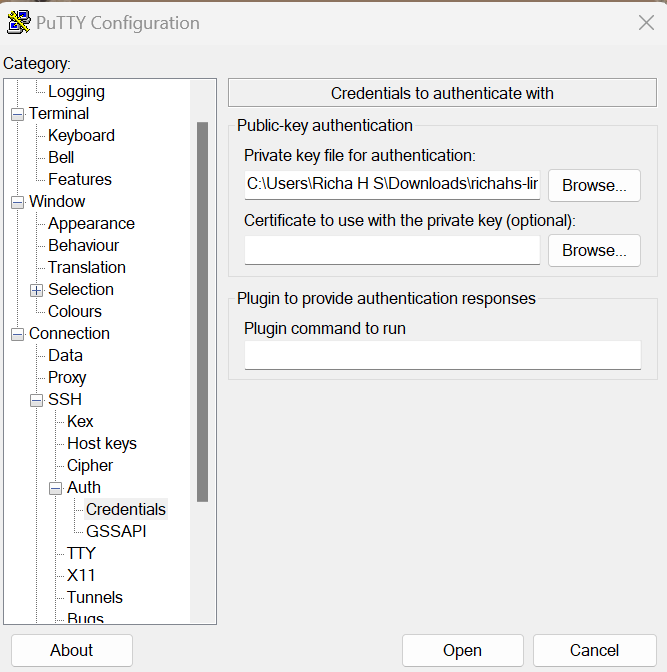 PuTTY Configuration
Category:
Logging
Terminal
Keyboard
Bell
Features
Window
Appearance
Behaviour
Translation
Selection
Colours
Connection
Data
Proxy
SSH
Kex
Host keys
Cipher
Auth
Credentials
GSSAPI
TTY
X11
Tunnels
Bugs
Credentials to authenticate with
Public-key authentication
Private key file for authentication:
C:\Users\Richa H S\Downloads\richahs-lir
Browse...
Certificate to use with the private key (optional):
Browse...
Plugin to provide authentication responses
Plugin command to run
About
Open
Cancel